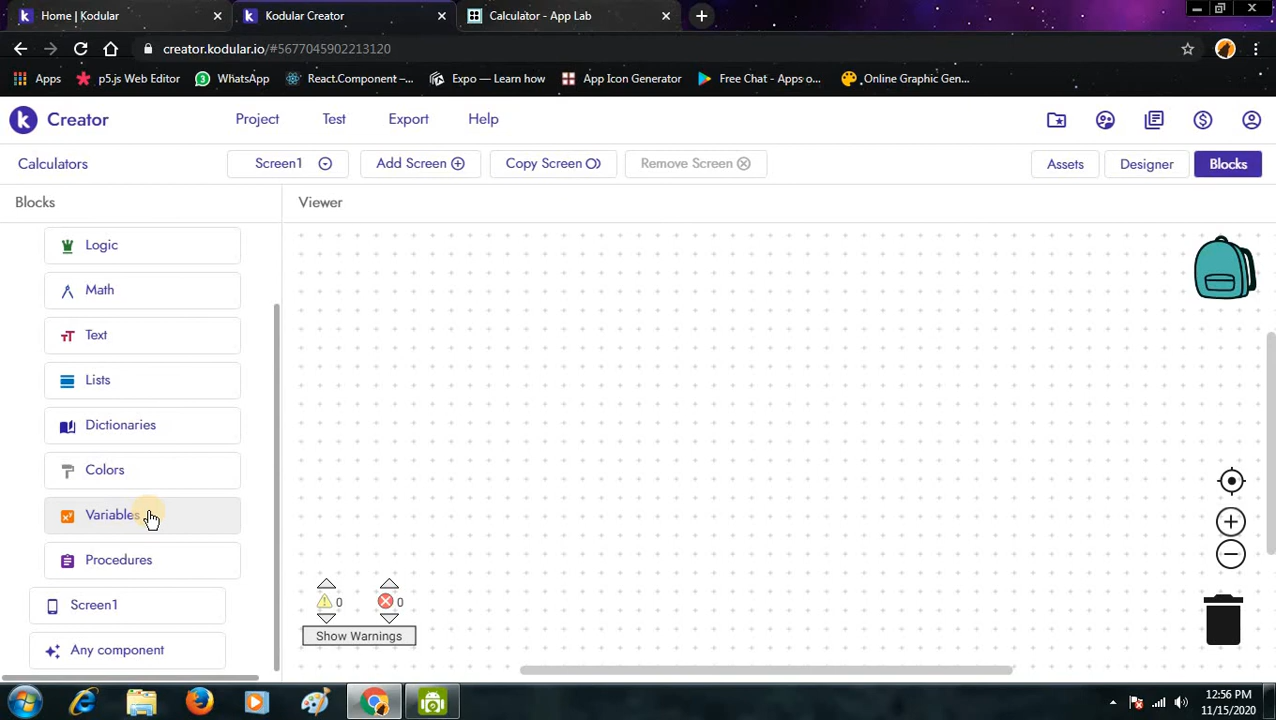 Home | Kodular
Kodular Creator
Calculator - App Lab
creator.kodular.io/#5677045902213120
Apps
p5.js Web Editor
3
WhatsApp
React.Component –...
Expo — Learn how
App Icon Generator
Free Chat - Apps o...
Online Graphic Gen...
k
Creator
Project
Test
Export
Help
Calculators
Screen1
Add Screen
Copy Screen
Remove Screen
Assets
Designer
Blocks
Blocks
Viewer
Logic
Math
Text
Lists
Dictionaries
Colors
Variables
Procedures
Screen1
Any component
0
0
Show Warnings
12:56 PM
11/15/2020